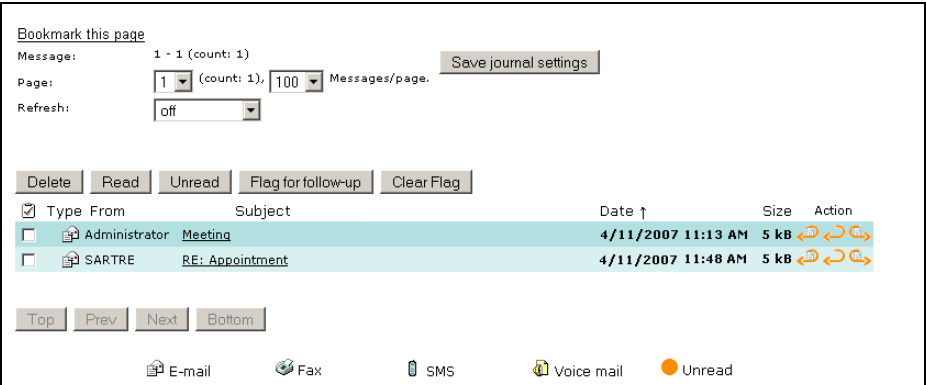 Bookmark this page
Message: 1 - 1 (count: 1) Save journal settings
Page: 1 (count: 1), 100 Messages/page.
Refresh: off
Delete Read Unread Flag for follow-up Clear Flag
Type From Subject Date ↑ Size Action
Administrator Meeting 4/11/2007 11:13 AM 5 kB
SARTRE RE: Appointment 4/11/2007 11:48 AM 5 kB
Top Prev Next Bottom
E-mail Fax SMS Voice mail Unread